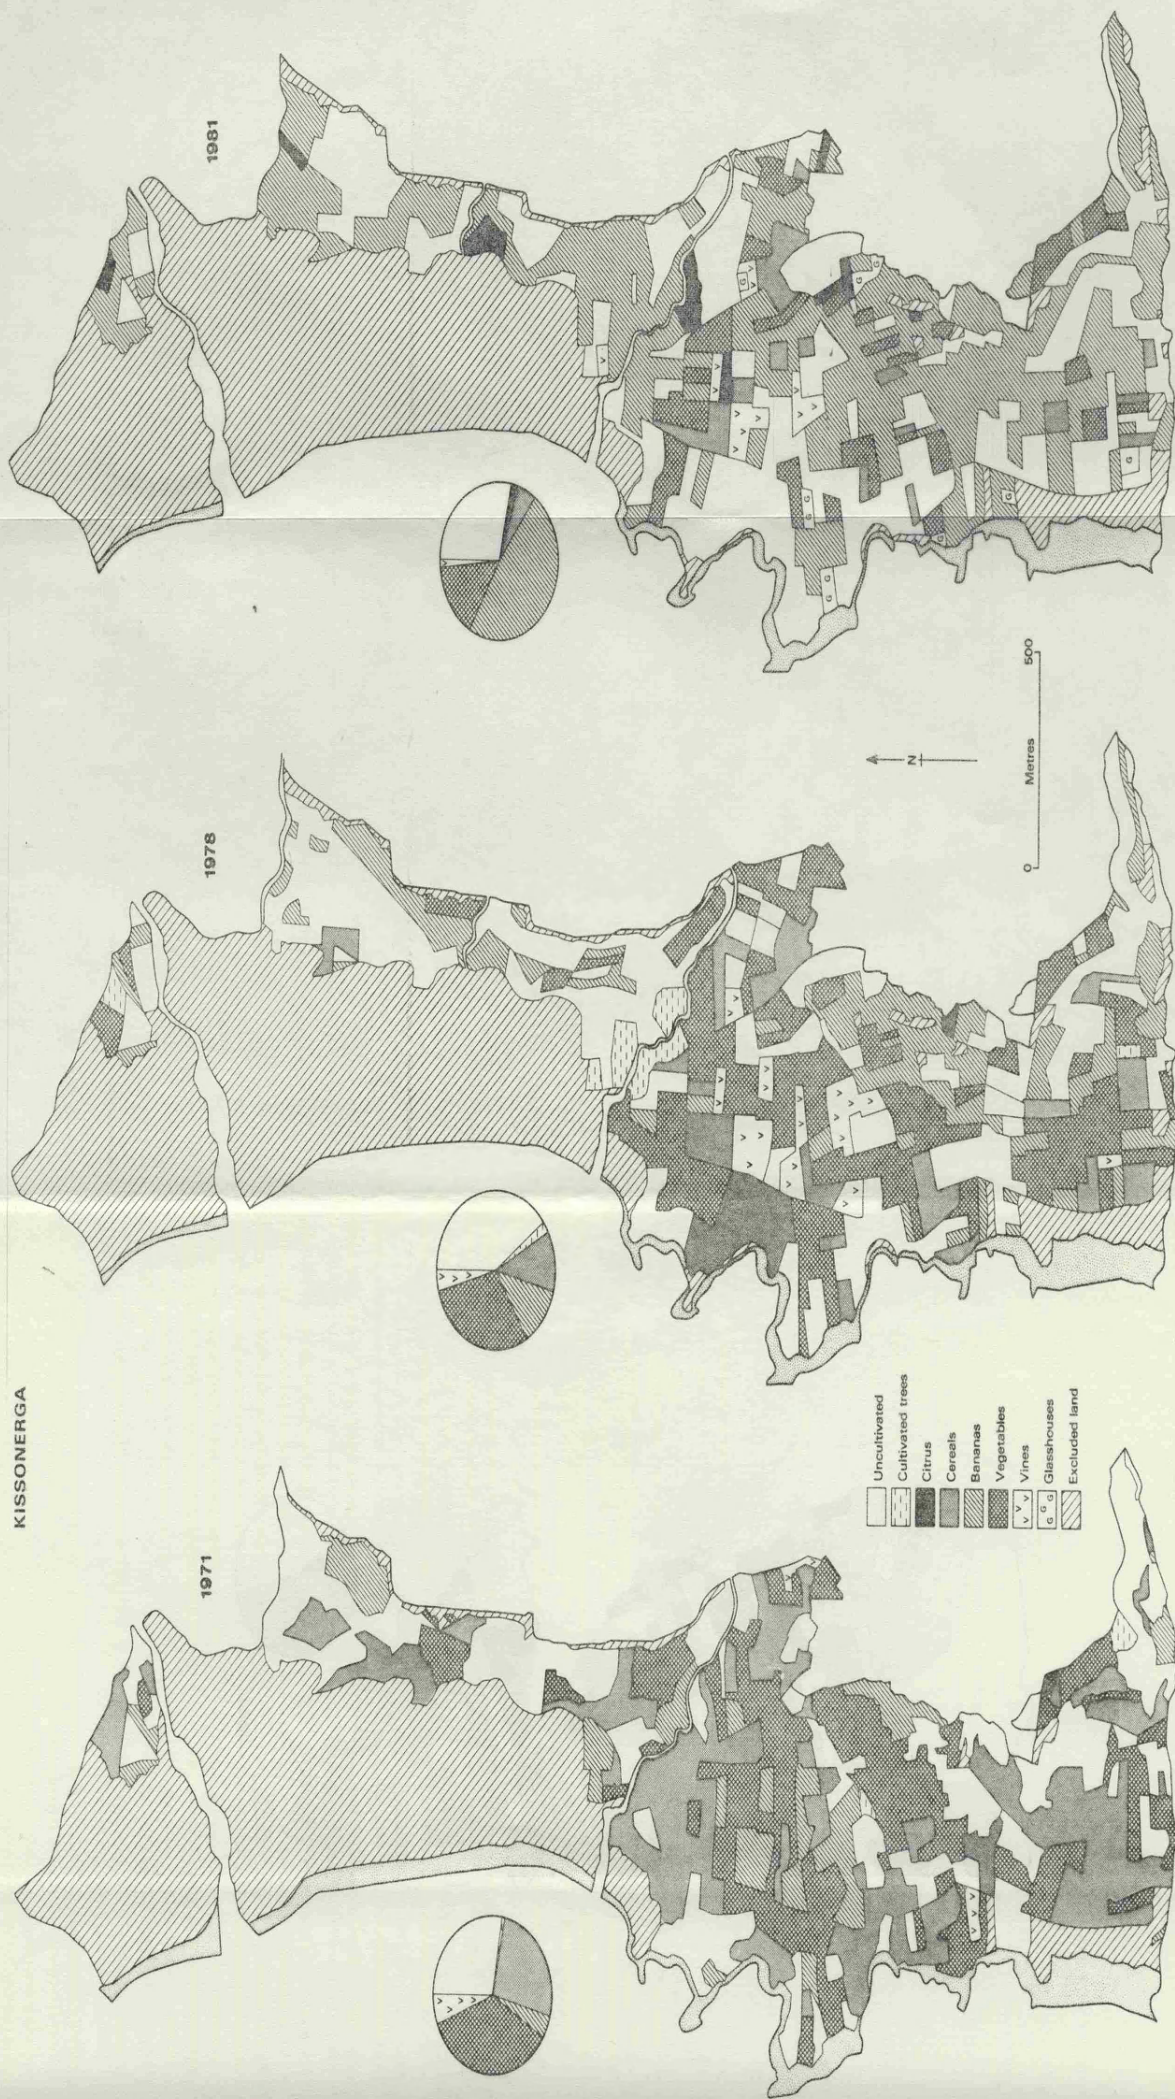 KISSONERGA
1971
1978
1981
Uncultivated
Cultivated trees
Citrus
Cereals
Bananas
Vegetables
V V Vines
G G Glasshouses
Excluded land
N
0 Metres 500